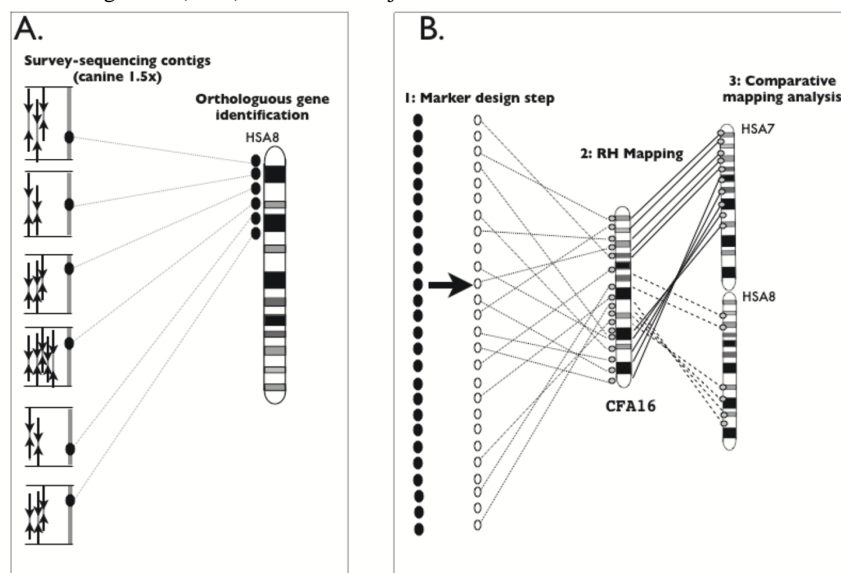 A.
Survey-sequencing contigs
(canine 1.5x)
Orthologuous gene
identification
HSA8
B.
1: Marker design step
2: RH Mapping
3: Comparative
mapping analysis
HSA7
HSA8
CFA16